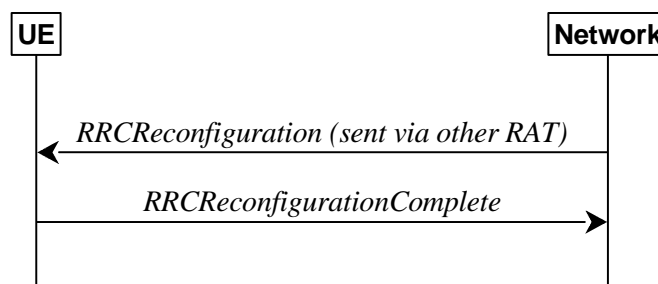 UE
Network
RRCReconfiguration (sent via other RAT)
RRCReconfigurationComplete